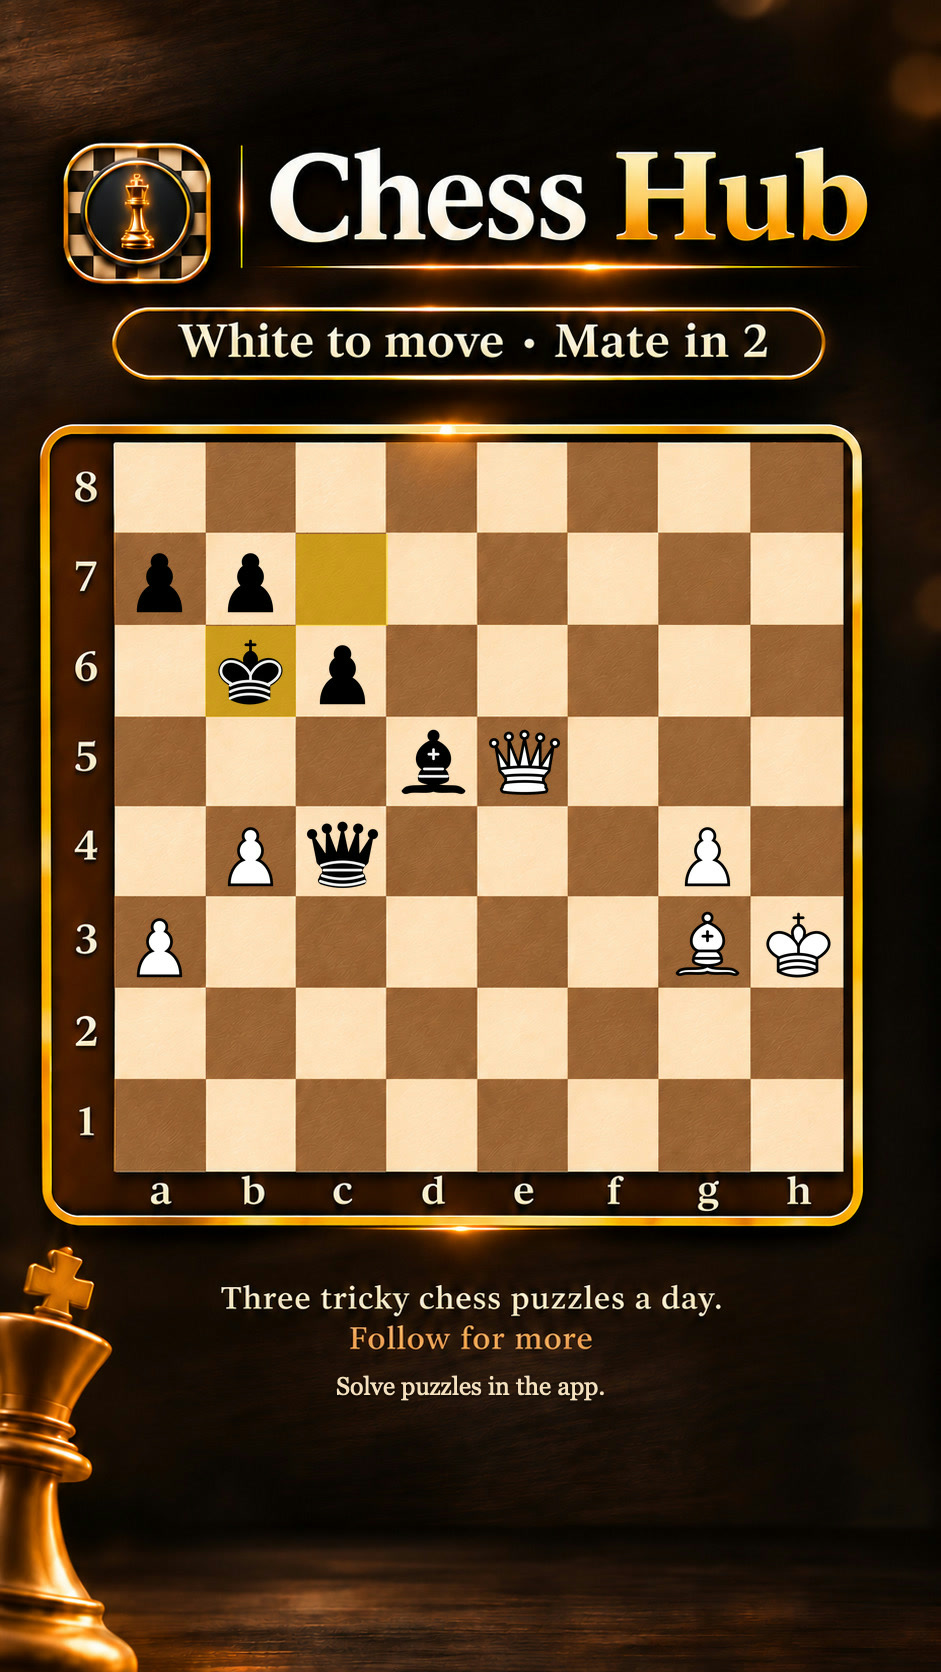 Chess Hub
White to move • Mate in 2
8
7
6
5
4
3
2
1
a b c d e f g h
Three tricky chess puzzles a day.
Follow for more
Solve puzzles in the app.